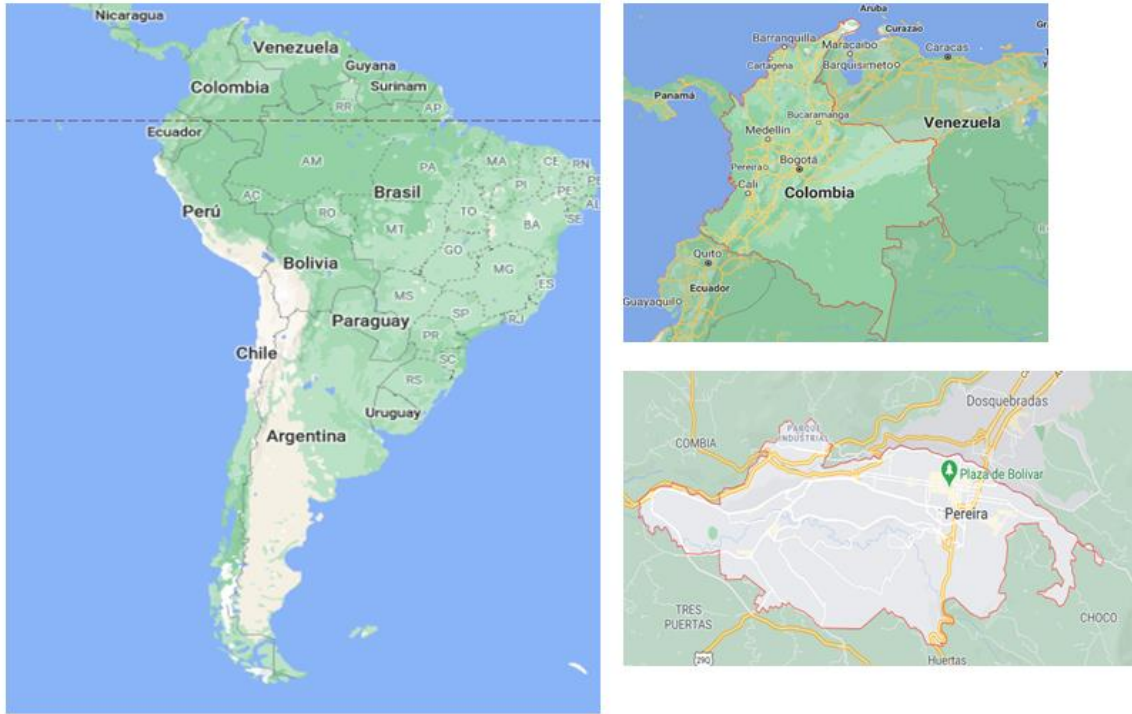 Nicaragua
Venezuela
Guyana
Colombia
Surinam
RR
AP
Ecuador
AM
PA
MA
CE
RN
Brasil
PI
AC
TO
PE
AL
SE
Perú
RO
BA
MT
GO
Bolivia
MG
MS
ES
Paraguay
SP
RJ
PR
Chile
SC
RS
Uruguay
Argentina
Aruba
Curazao
Barranquilla
Maracaibo
Caracas
Cartagena
Barquisimeto
Panamá
Bucaramanga
Venezuela
Medellín
Pereira
Bogotá
Cali
Colombia
Quito
Ecuador
Guayaquil
Dosquebradas
PARQUE
INDUSTRIAL
COMBIA
Plaza de Bolívar
Pereira
TRES
PUERTAS
CHOCO
290
Huertas